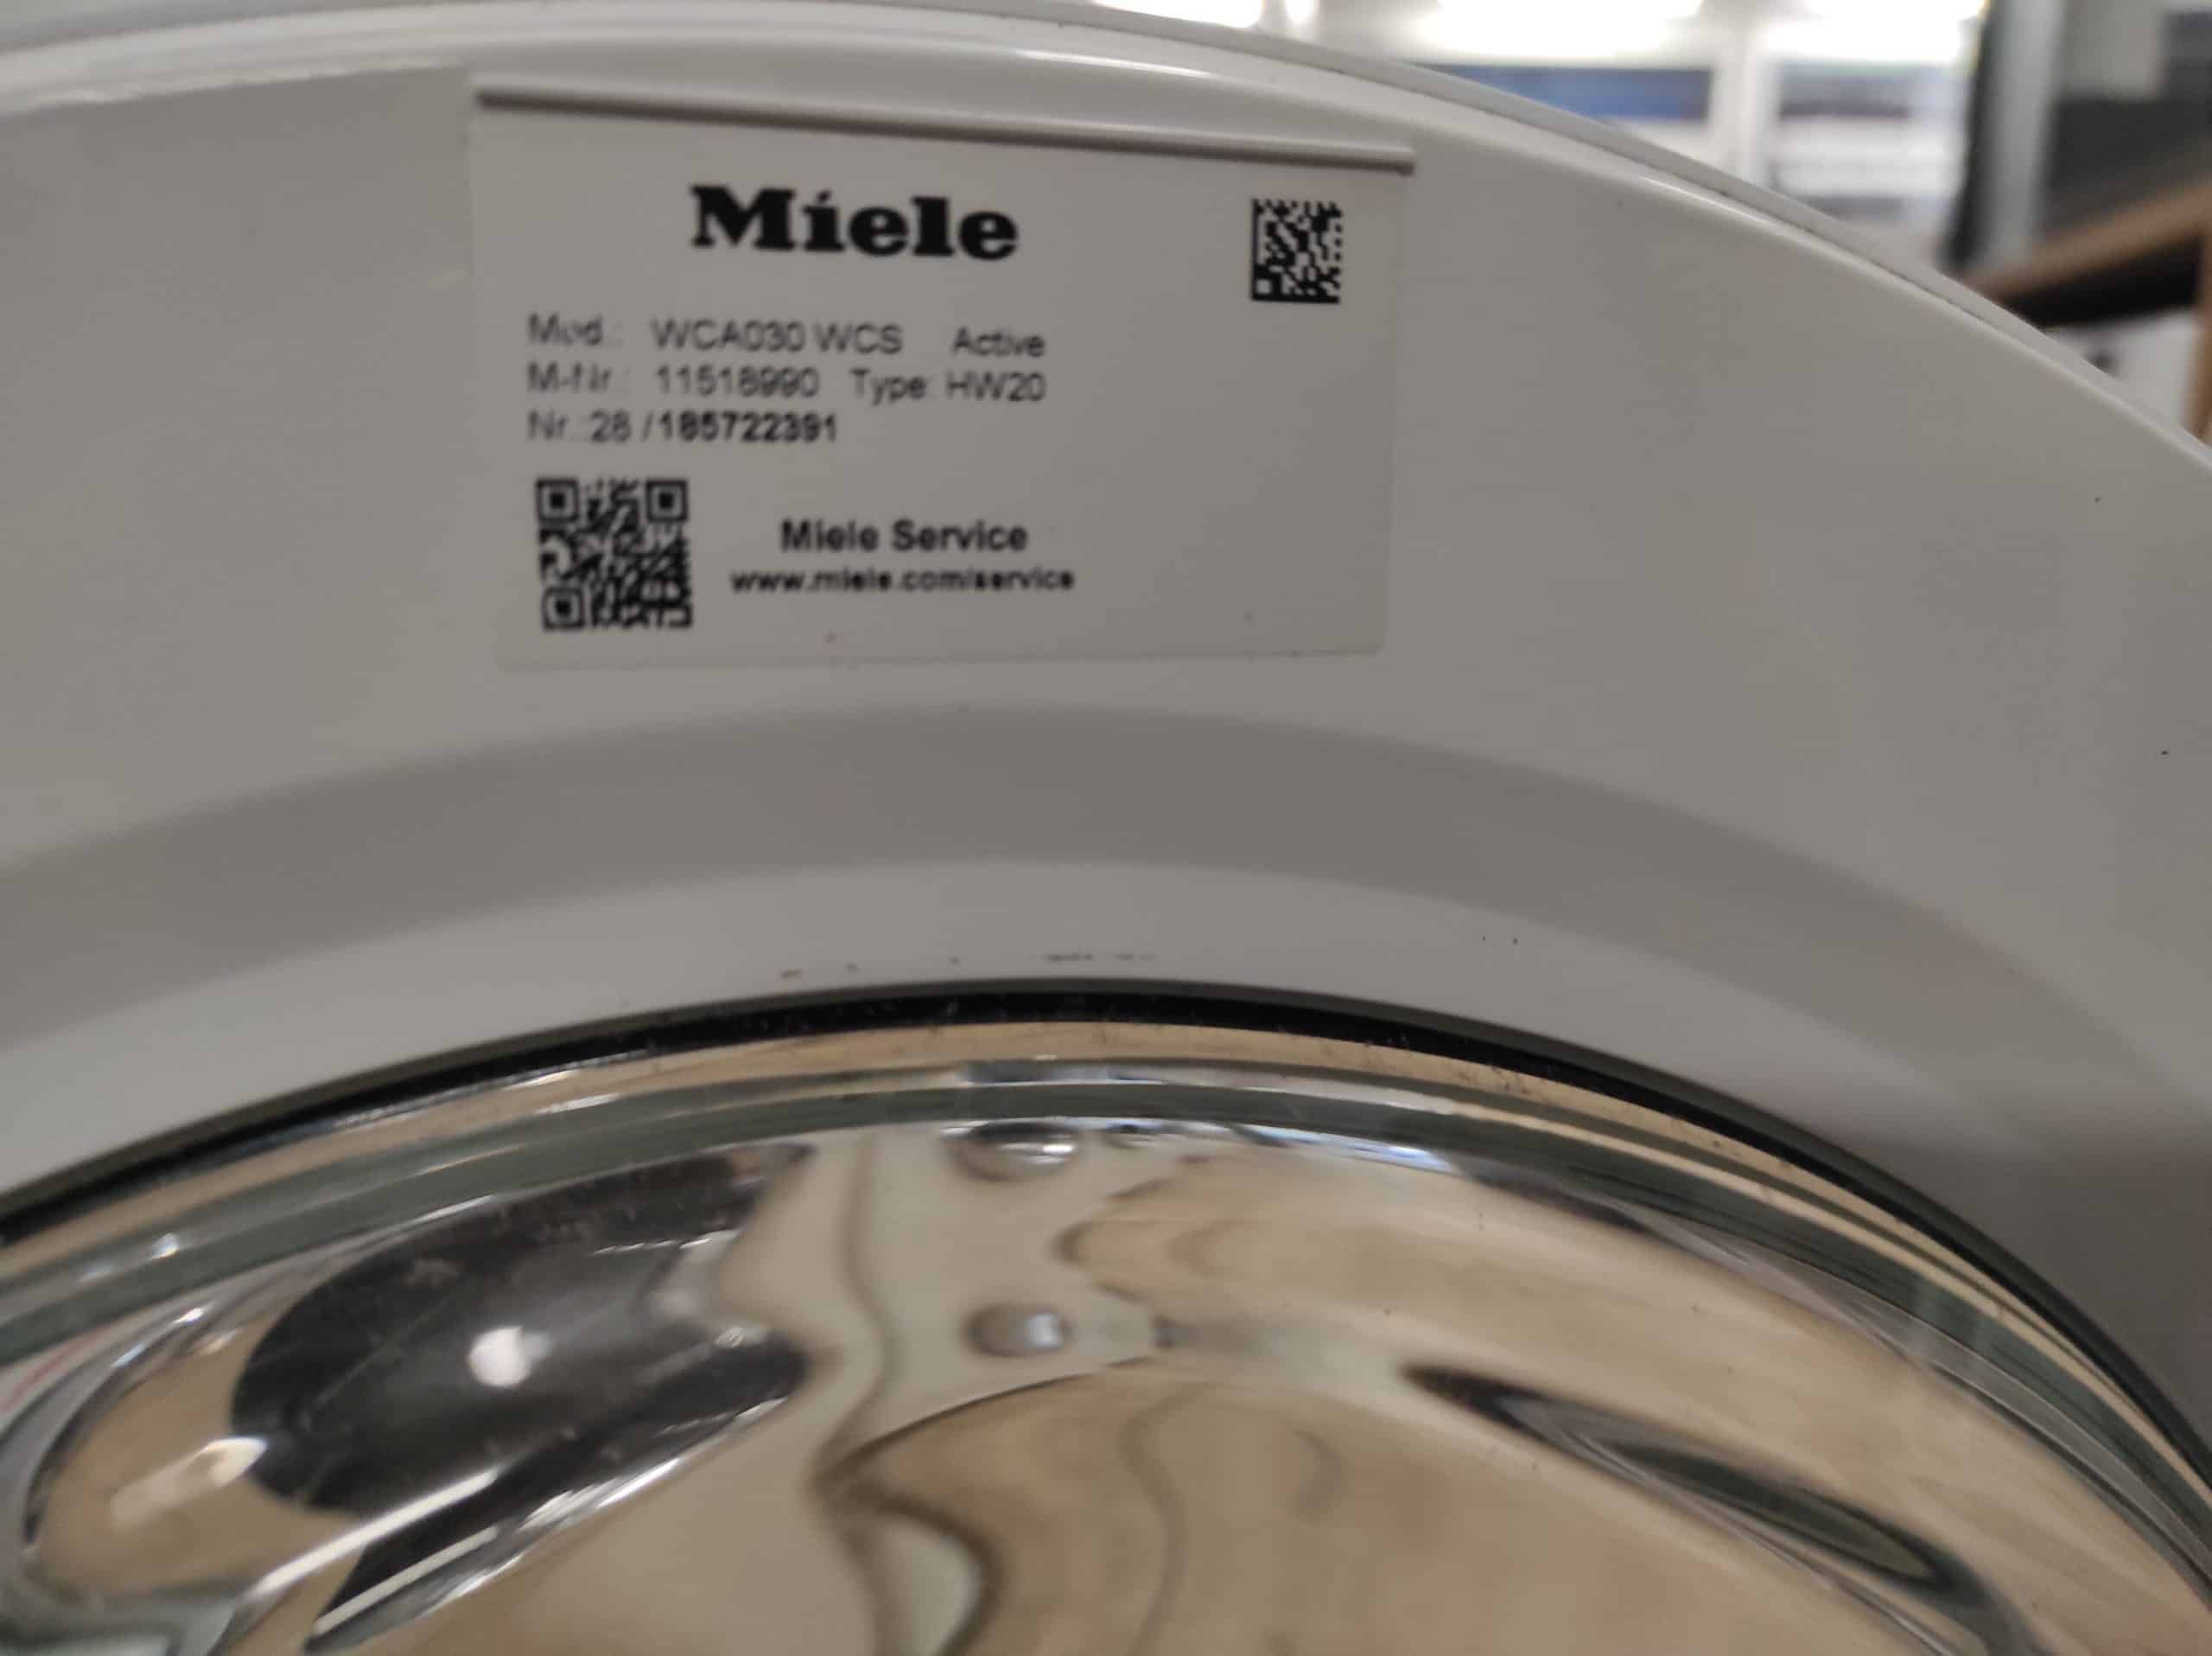 Miele
Mod.: WCA030 WCS Active
M-Nr.: 11518990 Type: HW20
Nr.:28 /185722391
Miele Service
www.miele.com/service